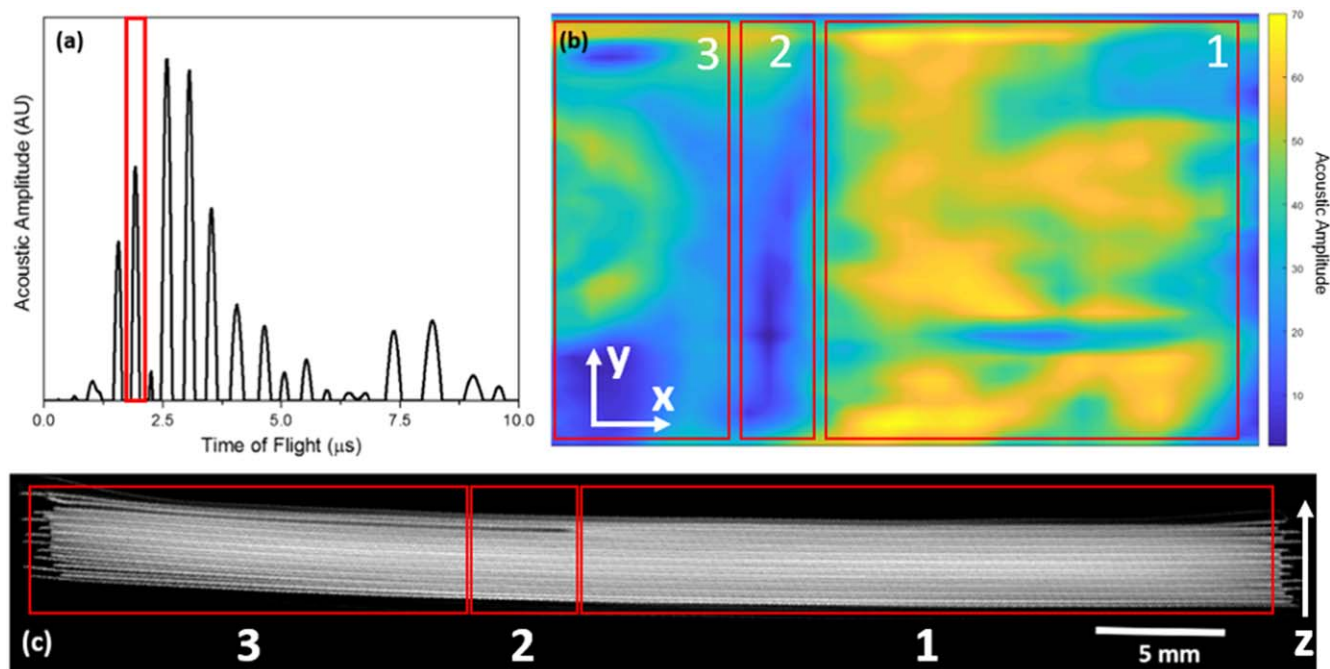 (a)
Acoustic Amplitude (AU)
0.0 2.5 5.0 7.5 10.0
Time of Flight (μs)
(b)
3 2 1
y
x
70
60
50
40
30
20
10
Acoustic Amplitude
(c)
3 2 1
5 mm
z